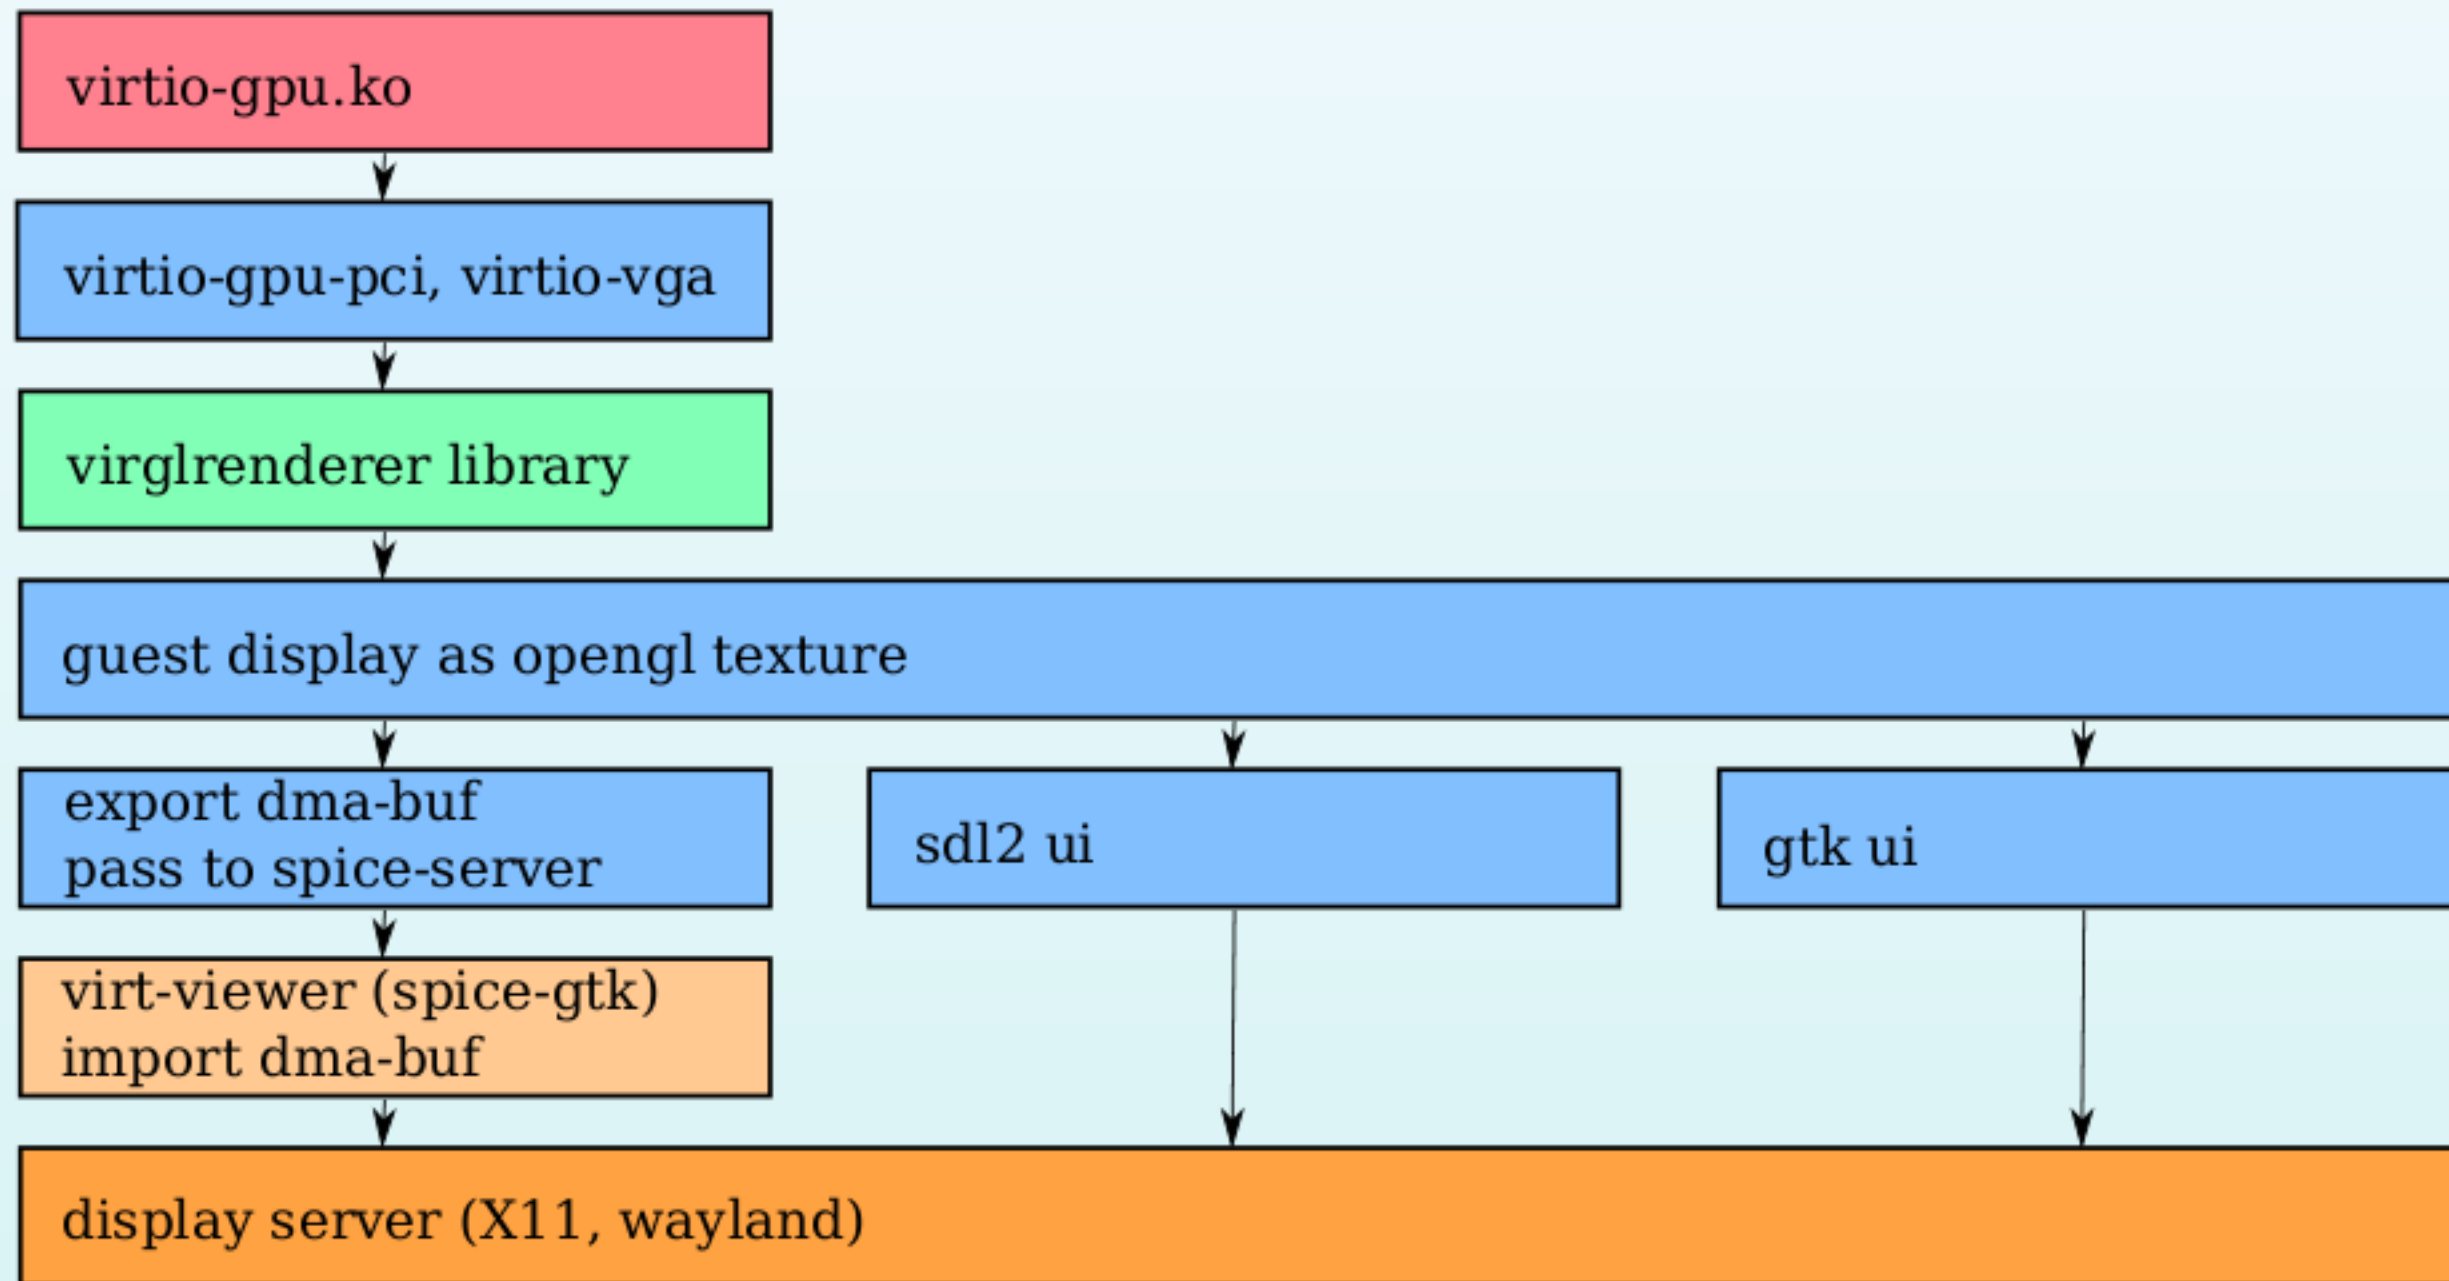 virtio-gpu.ko
virtio-gpu-pci, virtio-vga
virglrenderer library
guest display as opengl texture
export dma-buf
pass to spice-server
sdl2 ui
gtk ui
virt-viewer (spice-gtk)
import dma-buf
display server (X11, wayland)